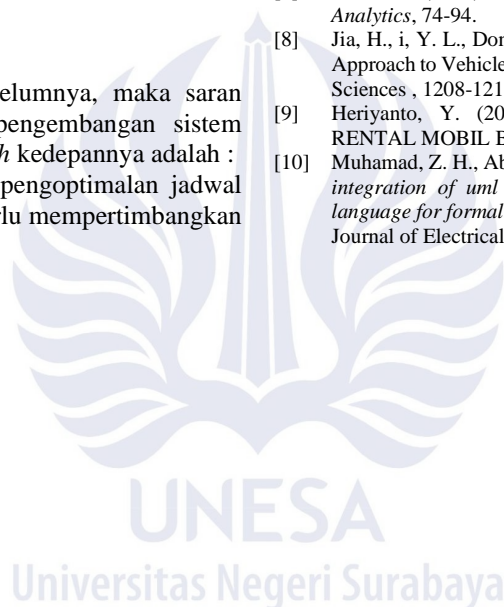 elumnya, maka saran
pengembangan sistem
h kedepannya adalah :
pengoptimalan jadwal
rlu mempertimbangkan
Analytics, 74-94.
[8] Jia, H., i, Y. L., Don
Approach to Vehicle
Sciences , 1208-121
[9] Heriyanto, Y. (20
RENTAL MOBIL B
[10] Muhamad, Z. H., Ab
integration of uml
language for formal
Journal of Electrical
UNESA
Universitas Negeri Surabaya